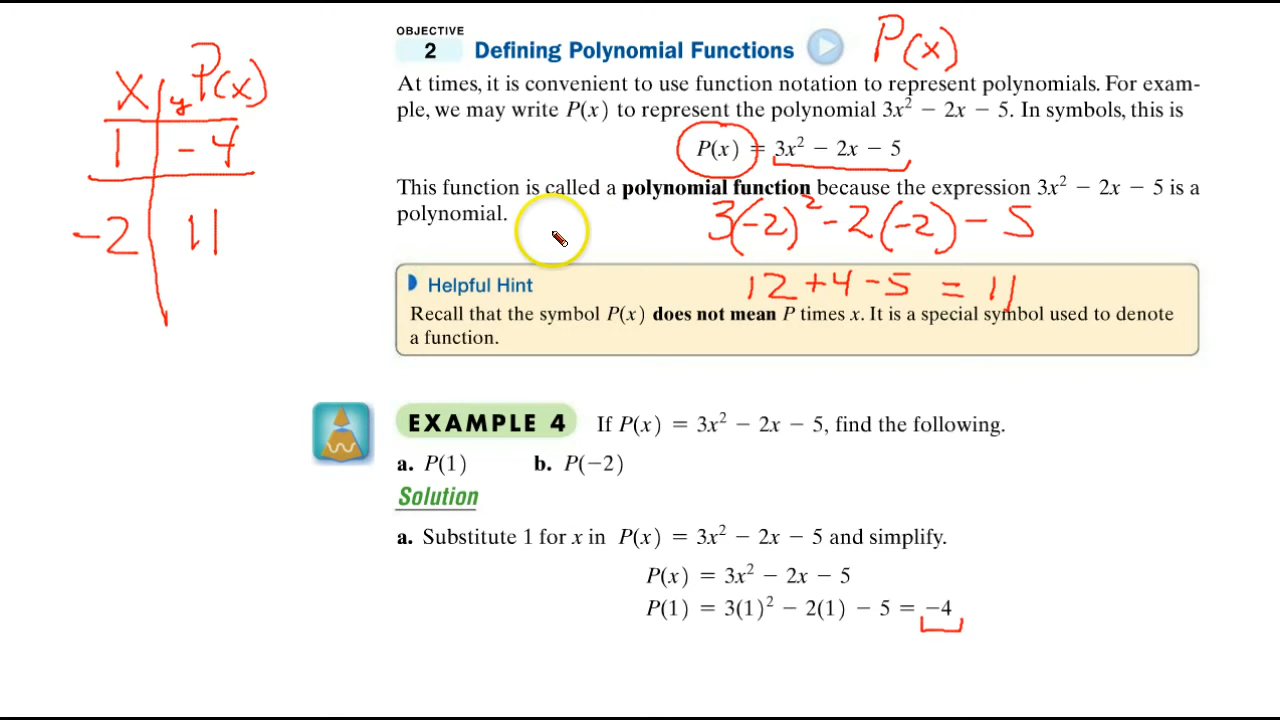 OBJECTIVE
2 Defining Polynomial Functions P(x)
At times, it is convenient to use function notation to represent polynomials. For exam-
ple, we may write P(x) to represent the polynomial 3x² − 2x − 5. In symbols, this is
P(x) = 3x² − 2x − 5
This function is called a polynomial function because the expression 3x² − 2x − 5 is a
polynomial.
3(-2)² - 2(-2) - 5
12 + 4 - 5 = 11
Helpful Hint
Recall that the symbol P(x) does not mean P times x. It is a special symbol used to denote
a function.
x y P(x)
1 -4
-2 11
EXAMPLE 4 If P(x) = 3x² − 2x − 5, find the following.
a. P(1) b. P(−2)
Solution
a. Substitute 1 for x in P(x) = 3x² − 2x − 5 and simplify.
P(x) = 3x² − 2x − 5
P(1) = 3(1)² − 2(1) − 5 = −4